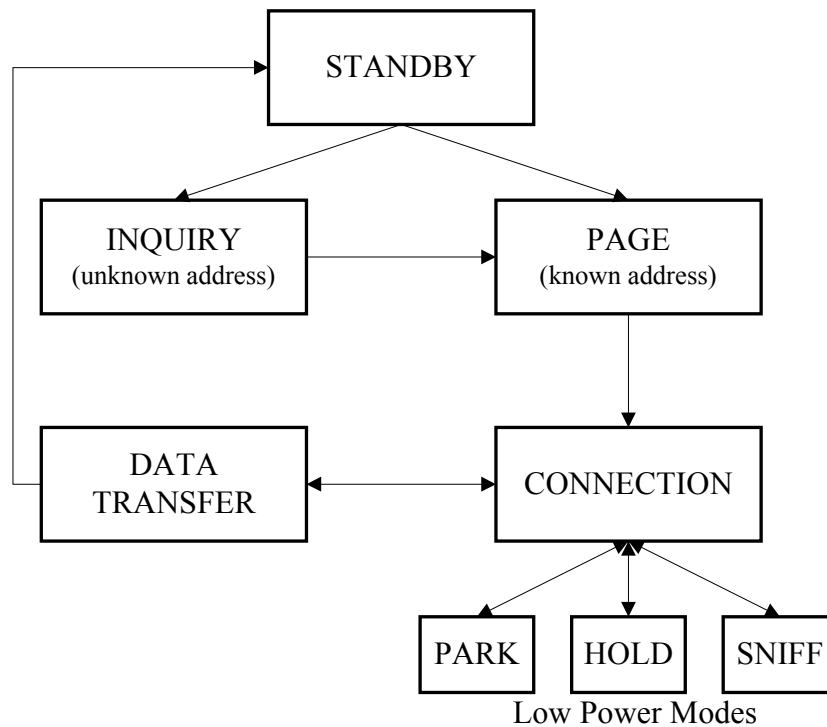 STANDBY
INQUIRY
(unknown address)
PAGE
(known address)
DATA
TRANSFER
CONNECTION
PARK
HOLD
SNIFF
Low Power Modes